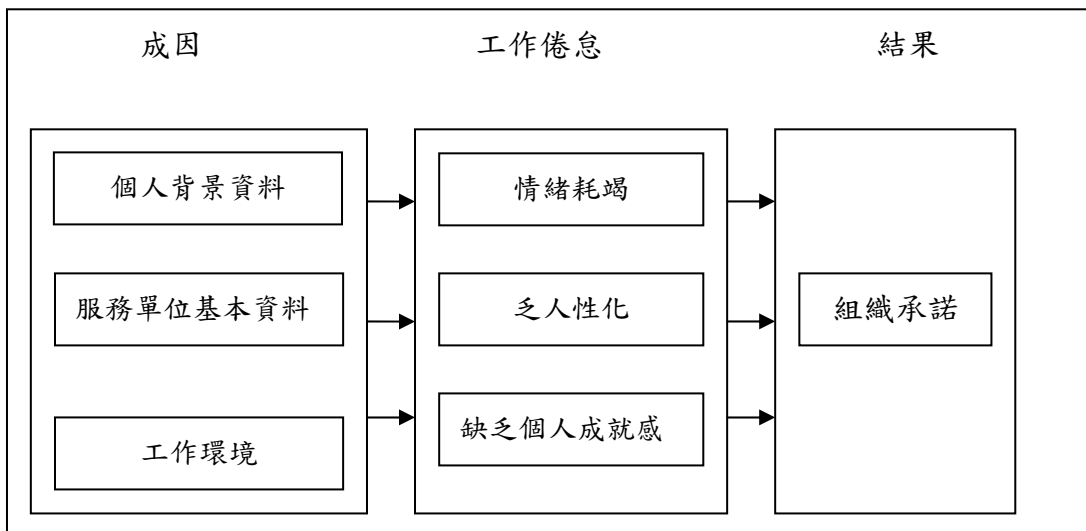 成因
工作倦怠
結果
個人背景資料
情緒耗竭
服務單位基本資料
乏人性化
組織承諾
工作環境
缺乏個人成就感